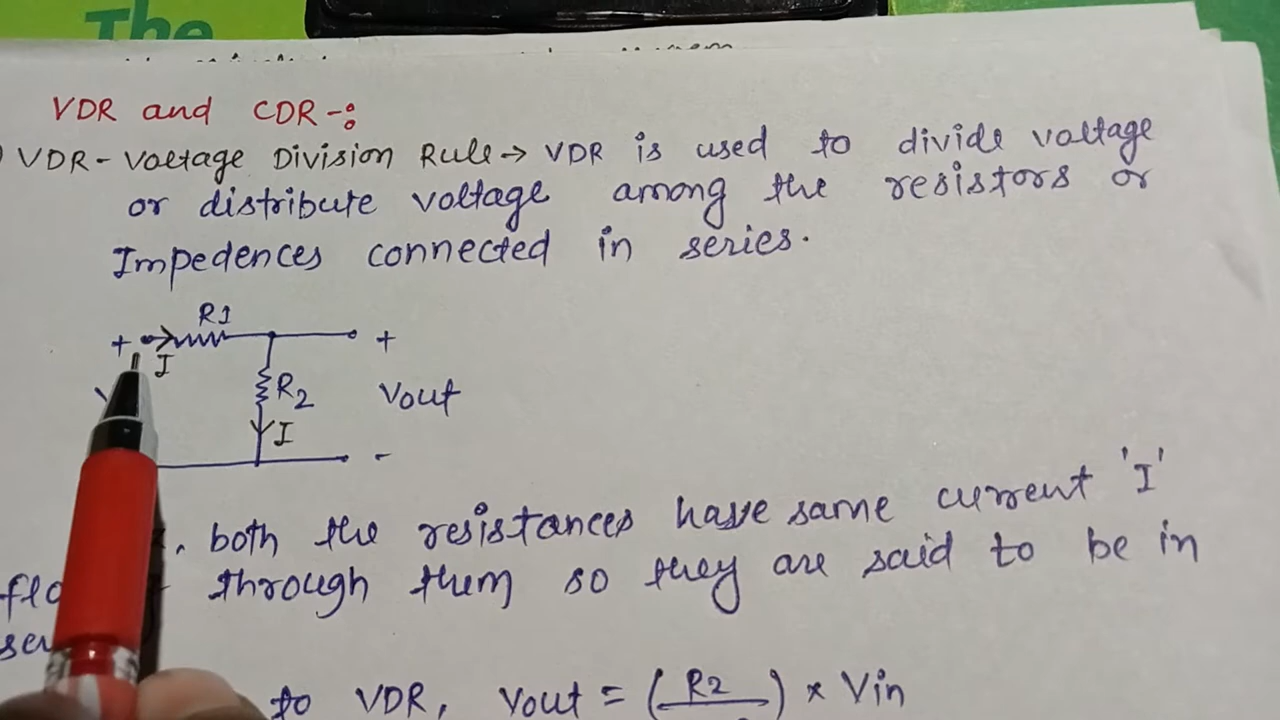 The
VDR and CDR-:
VDR - Voltage Division Rule → VDR is used to divide voltage
or distribute voltage among the resistors or
Impedences connected in series.
R1
+ +
I
R2 Vout
I
-
both the resistances have same current 'I'
through them so they are said to be in
to VDR, Vout = (R2 ) * Vin